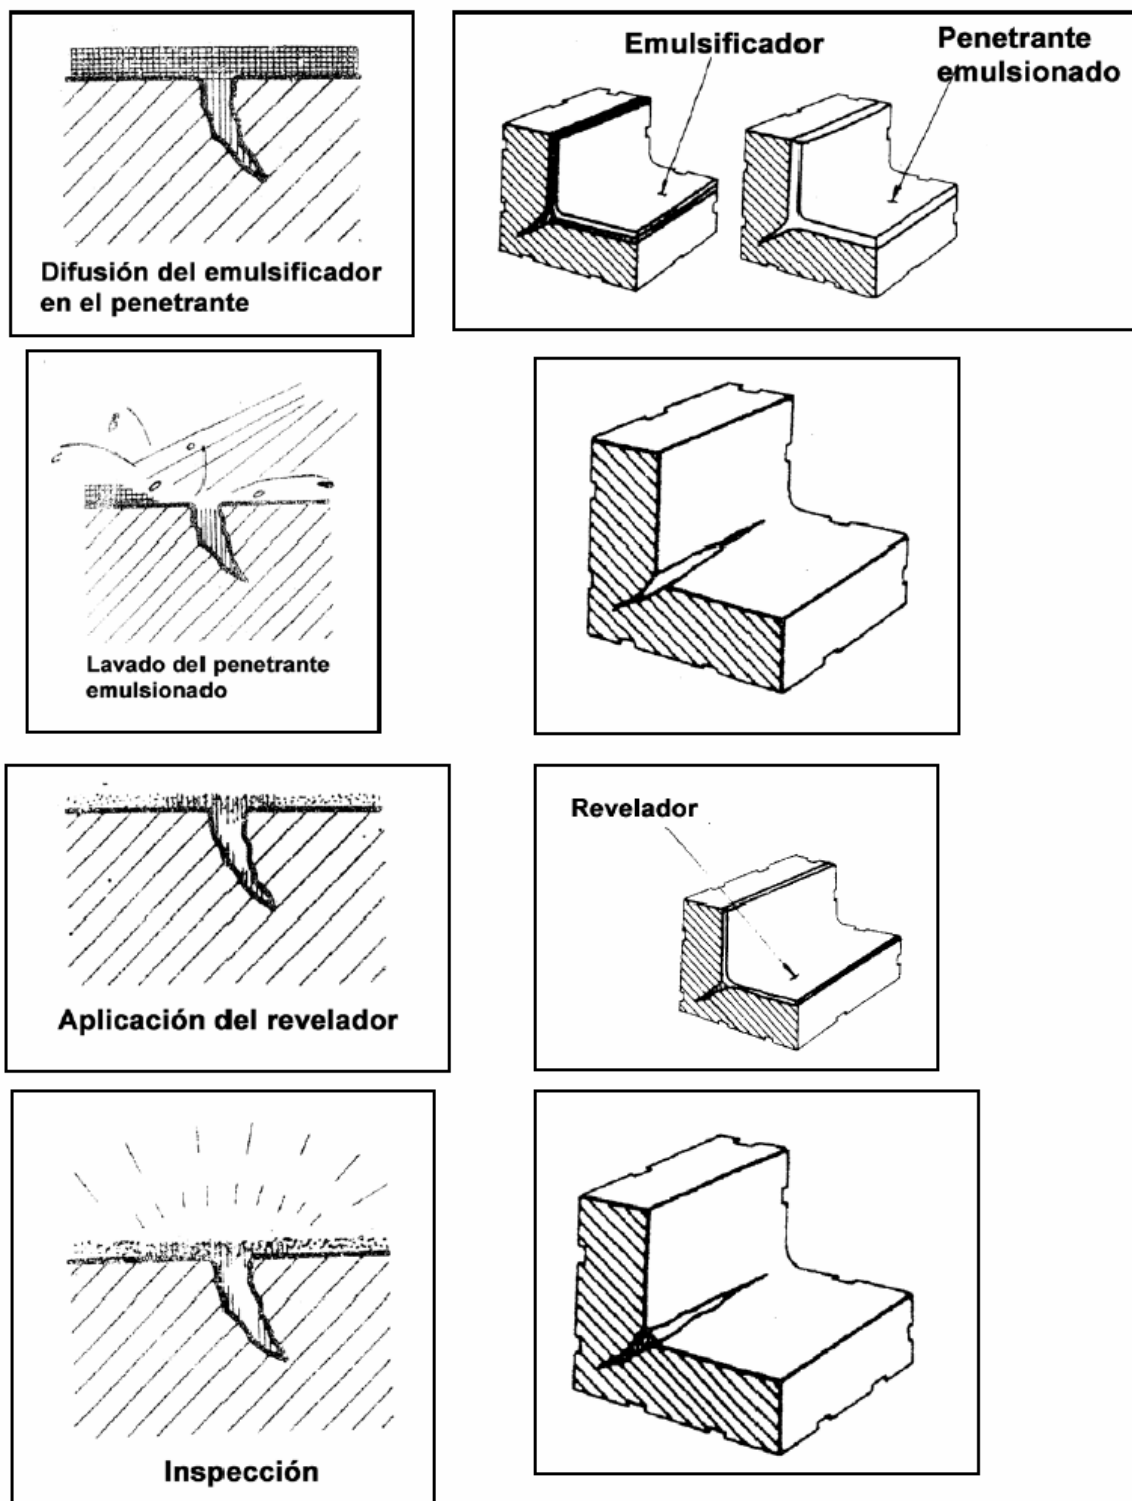 Emulsificador
Penetrante
emulsionado
Difusión del emulsificador
en el penetrante
Lavado del penetrante
emulsionado
Revelador
Aplicación del revelador
Inspección